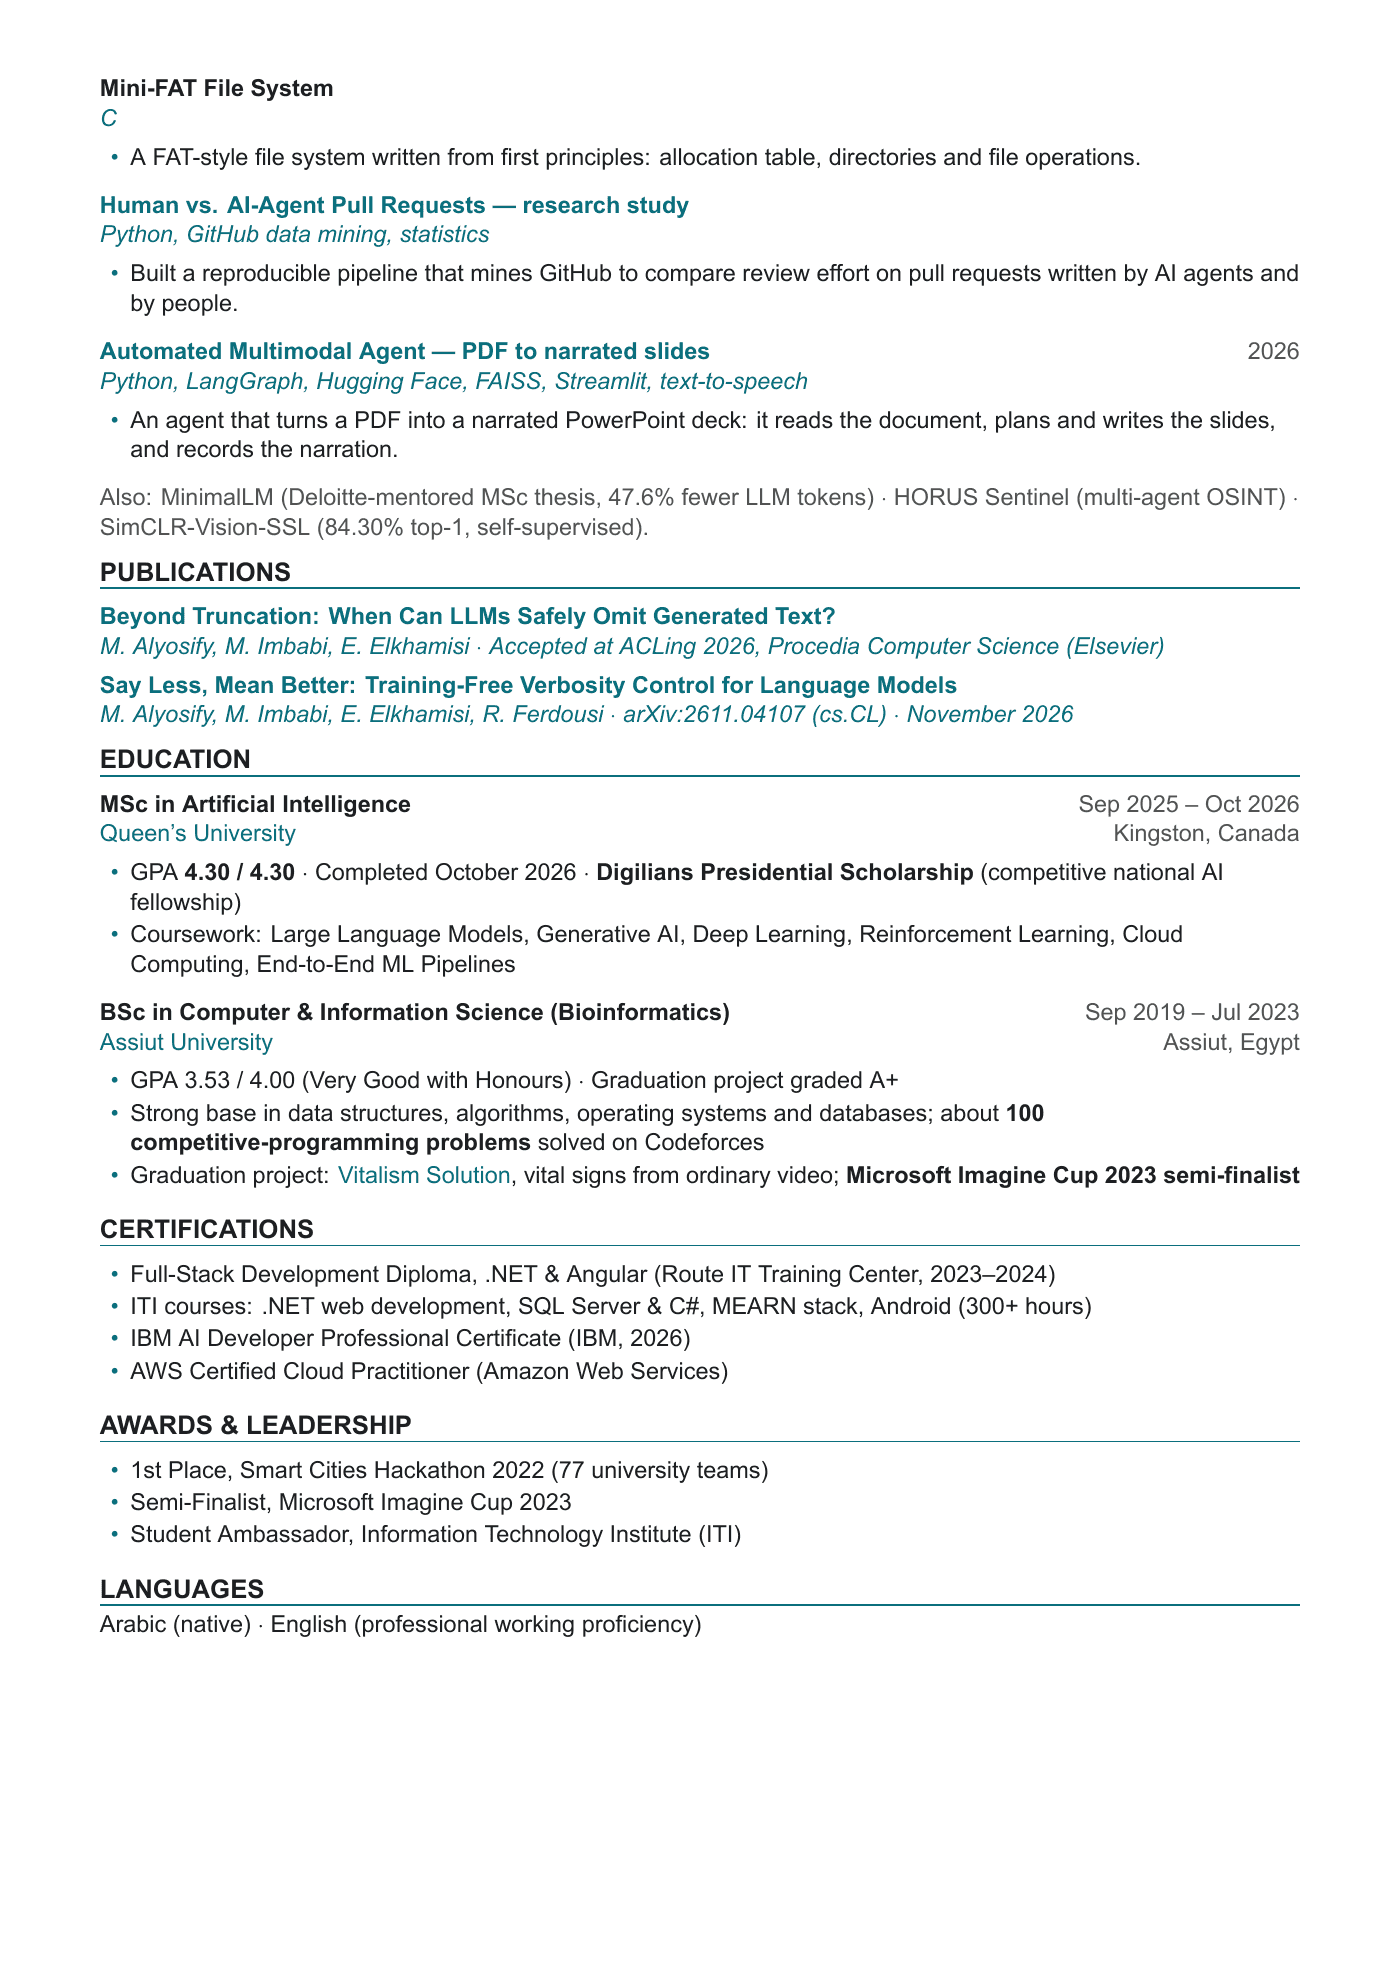 Mini-FAT File System
C
• A FAT-style file system written from first principles: allocation table, directories and file operations.
Human vs. AI-Agent Pull Requests — research study
Python, GitHub data mining, statistics
• Built a reproducible pipeline that mines GitHub to compare review effort on pull requests written by AI agents and
by people.
Automated Multimodal Agent — PDF to narrated slides 2026
Python, LangGraph, Hugging Face, FAISS, Streamlit, text-to-speech
• An agent that turns a PDF into a narrated PowerPoint deck: it reads the document, plans and writes the slides,
and records the narration.
Also: MinimalLM (Deloitte-mentored MSc thesis, 47.6% fewer LLM tokens) · HORUS Sentinel (multi-agent OSINT) ·
SimCLR-Vision-SSL (84.30% top-1, self-supervised).
PUBLICATIONS
Beyond Truncation: When Can LLMs Safely Omit Generated Text?
M. Alyosify, M. Imbabi, E. Elkhamisi · Accepted at ACLing 2026, Procedia Computer Science (Elsevier)
Say Less, Mean Better: Training-Free Verbosity Control for Language Models
M. Alyosify, M. Imbabi, E. Elkhamisi, R. Ferdousi · arXiv:2611.04107 (cs.CL) · November 2026
EDUCATION
MSc in Artificial Intelligence Sep 2025 – Oct 2026
Queen’s University Kingston, Canada
• GPA 4.30 / 4.30 · Completed October 2026 · Digilians Presidential Scholarship (competitive national AI
fellowship)
• Coursework: Large Language Models, Generative AI, Deep Learning, Reinforcement Learning, Cloud
Computing, End-to-End ML Pipelines
BSc in Computer & Information Science (Bioinformatics) Sep 2019 – Jul 2023
Assiut University Assiut, Egypt
• GPA 3.53 / 4.00 (Very Good with Honours) · Graduation project graded A+
• Strong base in data structures, algorithms, operating systems and databases; about 100
competitive-programming problems solved on Codeforces
• Graduation project: Vitalism Solution, vital signs from ordinary video; Microsoft Imagine Cup 2023 semi-finalist
CERTIFICATIONS
• Full-Stack Development Diploma, .NET & Angular (Route IT Training Center, 2023–2024)
• ITI courses: .NET web development, SQL Server & C#, MEARN stack, Android (300+ hours)
• IBM AI Developer Professional Certificate (IBM, 2026)
• AWS Certified Cloud Practitioner (Amazon Web Services)
AWARDS & LEADERSHIP
• 1st Place, Smart Cities Hackathon 2022 (77 university teams)
• Semi-Finalist, Microsoft Imagine Cup 2023
• Student Ambassador, Information Technology Institute (ITI)
LANGUAGES
Arabic (native) · English (professional working proficiency)